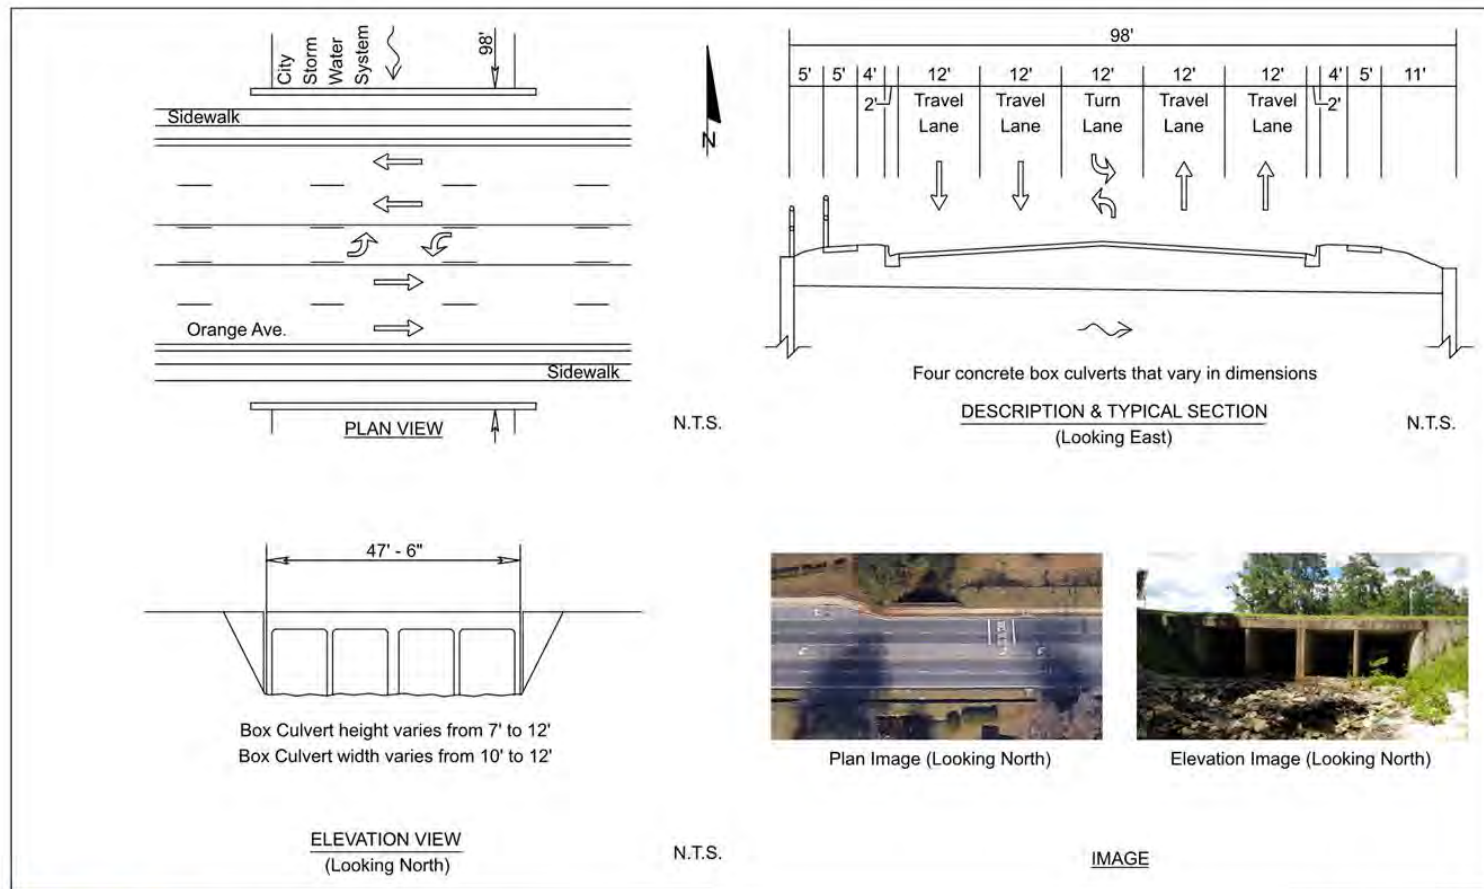 City
Storm
Water
System
98'
Sidewalk
Orange Ave.
Sidewalk
PLAN VIEW
N.T.S.
N
98'
5' 5' 4' 12' 12' 12' 12' 12' 4' 5' 11'
2' 2'
Travel Lane
Travel Lane
Turn Lane
Travel Lane
Travel Lane
Four concrete box culverts that vary in dimensions
DESCRIPTION & TYPICAL SECTION
(Looking East)
N.T.S.
47' - 6"
Box Culvert height varies from 7' to 12'
Box Culvert width varies from 10' to 12'
ELEVATION VIEW
(Looking North)
N.T.S.
Plan Image (Looking North)
Elevation Image (Looking North)
IMAGE